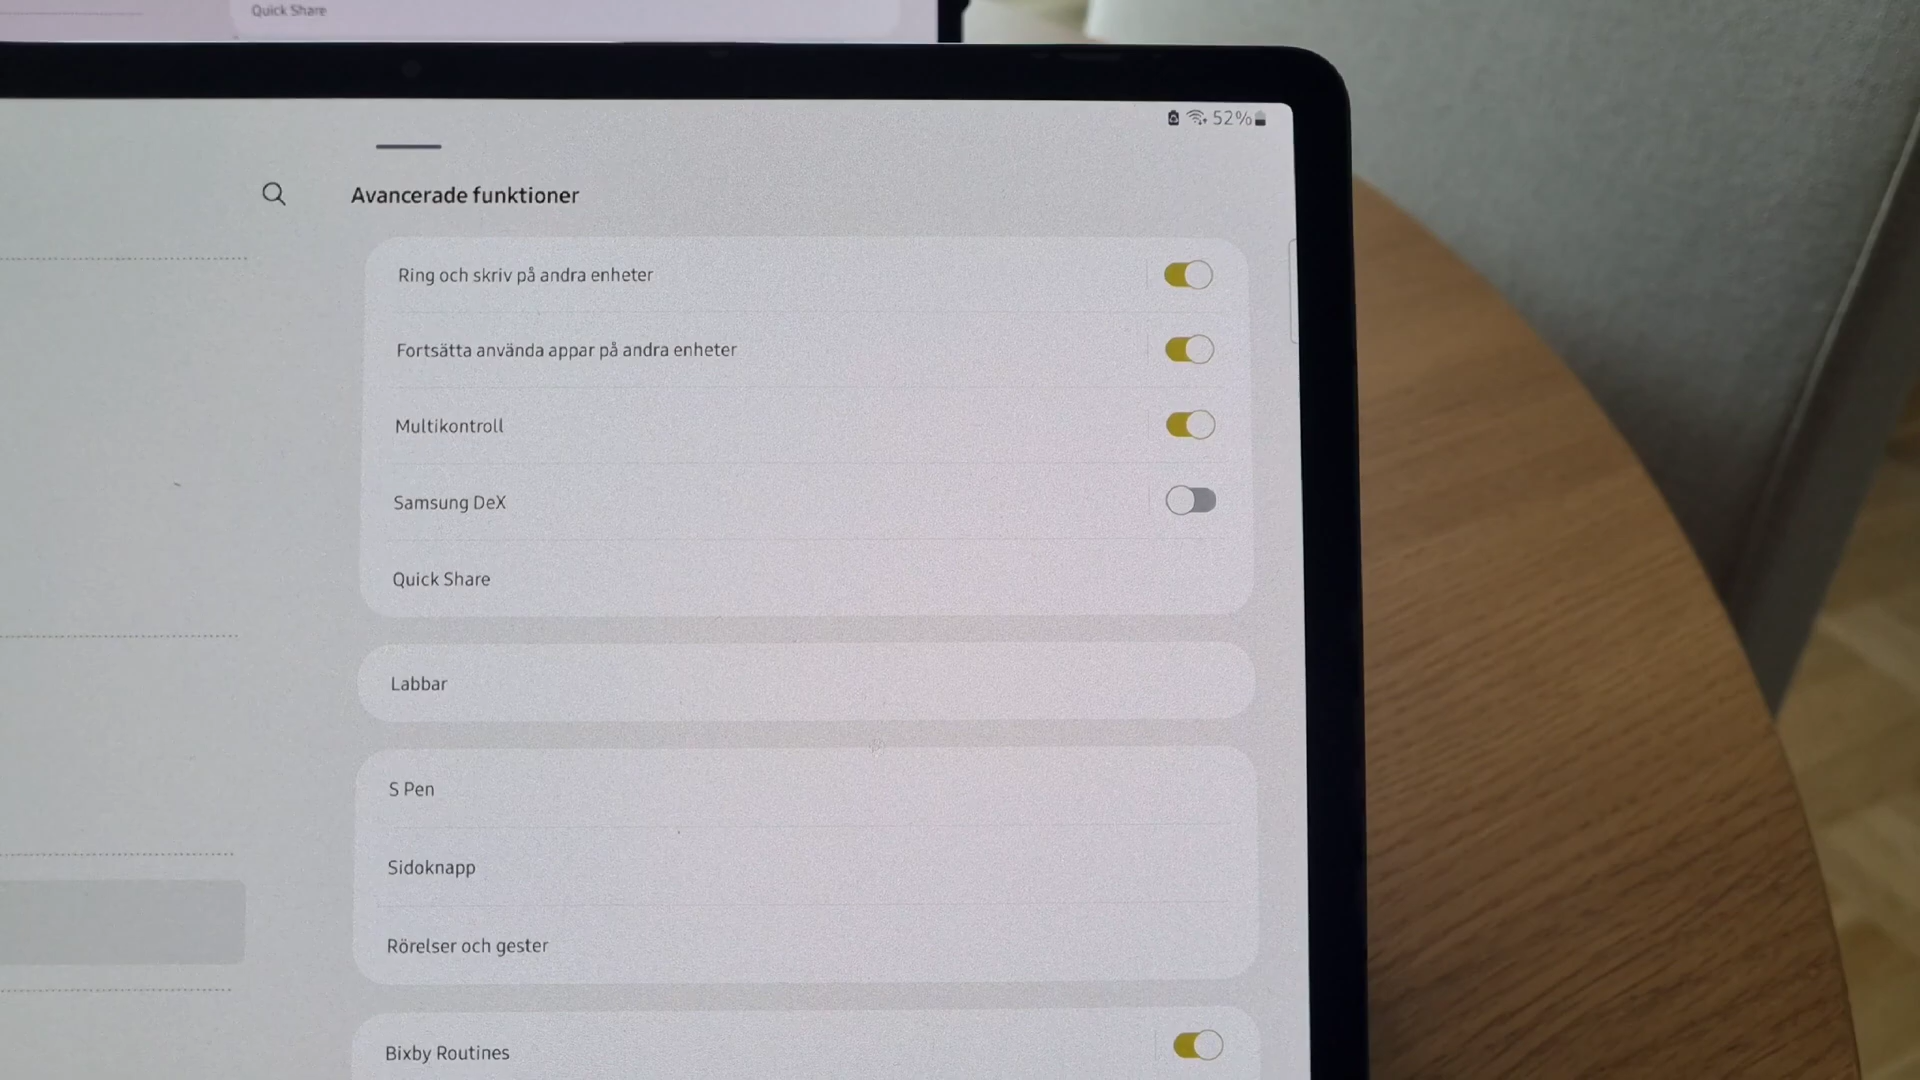 Quick Share
52%
Avancerade funktioner
Ring och skriv på andra enheter
Fortsätta använda appar på andra enheter
Multikontroll
Samsung DeX
Quick Share
Labbar
S Pen
Sidoknapp
Rörelser och gester
Bixby Routines